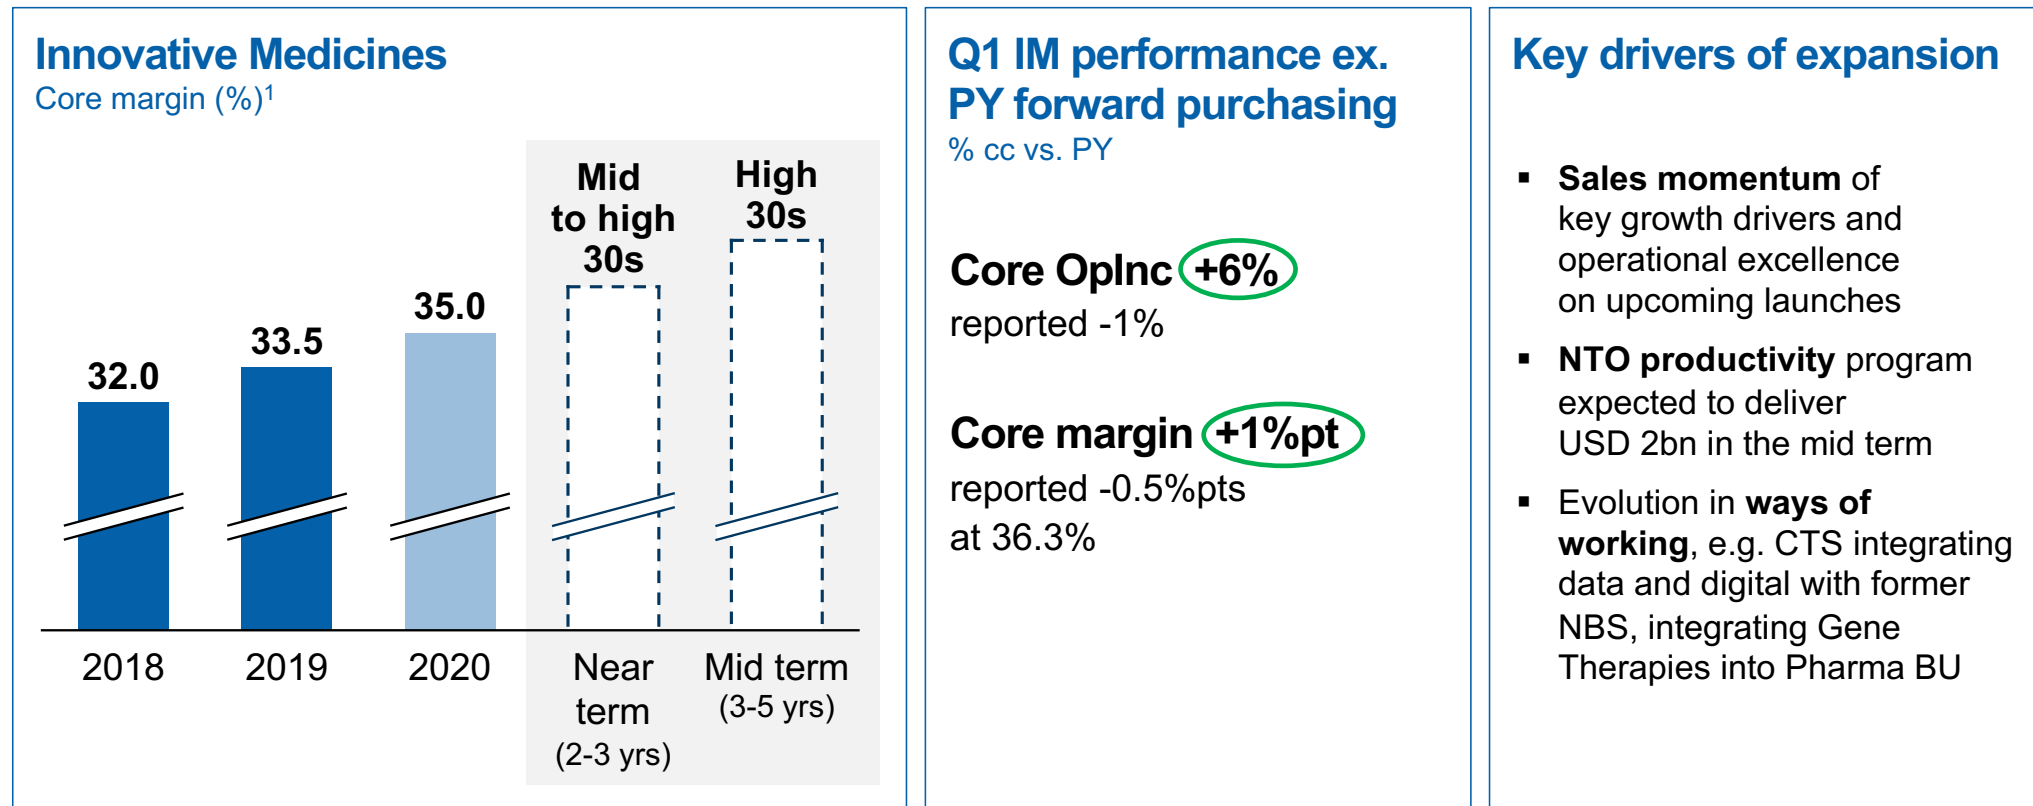 Innovative Medicines
Core margin (%)¹
Mid
to high
30s
High
30s
32.0
33.5
35.0
2018
2019
2020
Near
term
(2-3 yrs)
Mid term
(3-5 yrs)
Q1 IM performance ex.
PY forward purchasing
% cc vs. PY
Core OpInc +6%
reported -1%
Core margin +1%pt
reported -0.5%pts
at 36.3%
Key drivers of expansion
▪ Sales momentum of
key growth drivers and
operational excellence
on upcoming launches
▪ NTO productivity program
expected to deliver
USD 2bn in the mid term
▪ Evolution in ways of
working, e.g. CTS integrating
data and digital with former
NBS, integrating Gene
Therapies into Pharma BU